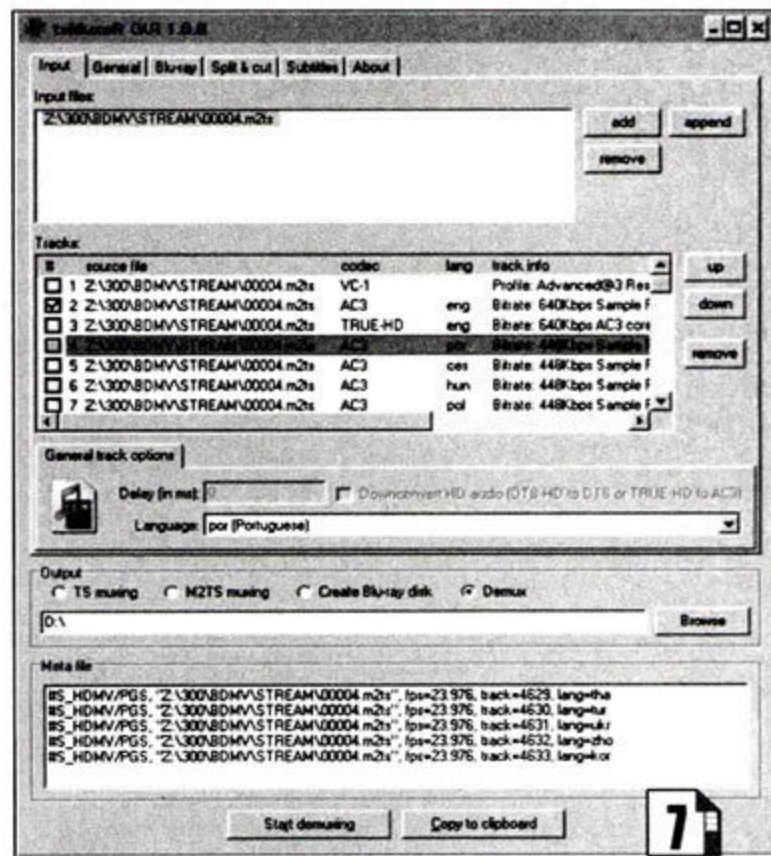 GUI 1.8.8
Input General Blu-ray Split & cut Subtitles About
Input files:
Z:\300\BDMV\STREAM\00004.m2ts
add append
remove
Tracks:
# source file codec lang track info
1 Z:\300\BDMV\STREAM\00004.m2ts VC-1 Profile: Advanced@3 Res
2 Z:\300\BDMV\STREAM\00004.m2ts AC3 eng Bitrate: 640Kbps Sample F
3 Z:\300\BDMV\STREAM\00004.m2ts TRUE-HD eng Bitrate: 640Kbps AC3 core
4 Z:\300\BDMV\STREAM\00004.m2ts AC3 por Bitrate: 448Kbps Sample
5 Z:\300\BDMV\STREAM\00004.m2ts AC3 ces Bitrate: 448Kbps Sample F
6 Z:\300\BDMV\STREAM\00004.m2ts AC3 hun Bitrate: 448Kbps Sample F
7 Z:\300\BDMV\STREAM\00004.m2ts AC3 pol Bitrate: 448Kbps Sample F
up
down
remove
General track options
Delay (in ms): 0 Downconvert HD audio (DTS-HD to DTS or TRUE-HD to AC3)
Language: por (Portuguese)
Output
TS muxing M2TS muxing Create Blu-ray disk Demux
D:\ Browse
Meta file
#S_HDMV/PGS, "Z:\300\BDMV\STREAM\00004.m2ts", fps=23.976, track=4629, lang=tha
#S_HDMV/PGS, "Z:\300\BDMV\STREAM\00004.m2ts", fps=23.976, track=4630, lang=tur
#S_HDMV/PGS, "Z:\300\BDMV\STREAM\00004.m2ts", fps=23.976, track=4631, lang=ukr
#S_HDMV/PGS, "Z:\300\BDMV\STREAM\00004.m2ts", fps=23.976, track=4632, lang=zho
#S_HDMV/PGS, "Z:\300\BDMV\STREAM\00004.m2ts", fps=23.976, track=4633, lang=kor
Start demuxing Copy to clipboard
7